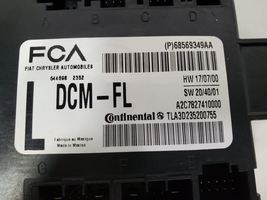 FCA
(P)68569349AA
FIAT CHRYSLER AUTOMOBILES
HW 17/07/00
SW 20/40/01
L
DCM-FL
A2C7827410000
Continental
TLA3D235200755
Fabrique au Mexique
Made in Mexico